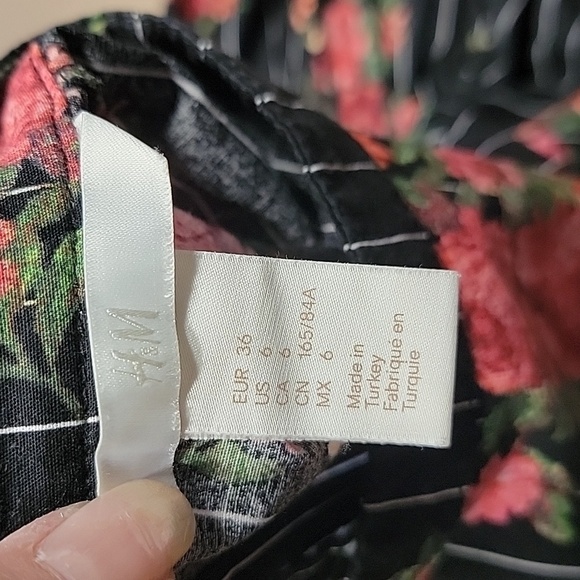 H&M
EUR 36
US 6
CA 6
CN 165/84A
MX 6
Made in
Turkey
Fabriqué en
Turquie